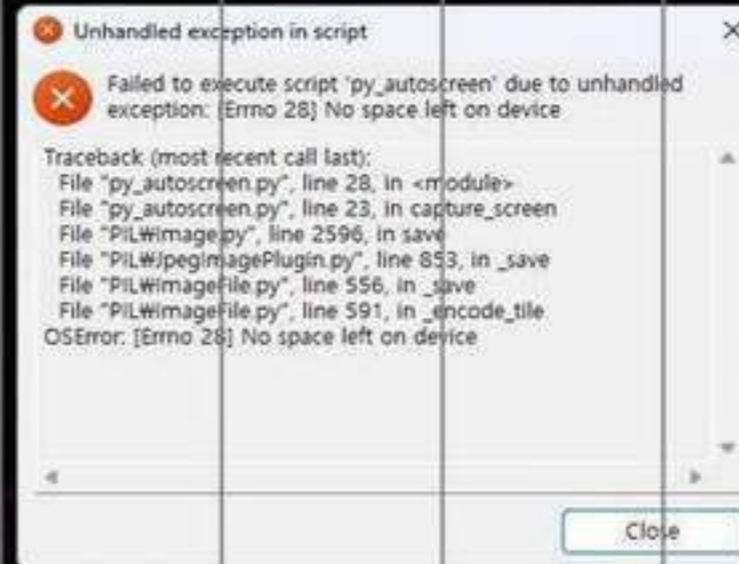 Unhandled exception in script
Failed to execute script 'py_autoscreen' due to unhandled
exception: [Errno 28] No space left on device
Traceback (most recent call last):
File "py_autoscreen.py", line 28, in <module>
File "py_autoscreen.py", line 23, in capture_screen
File "PIL₩Image.py", line 2596, in save
File "PIL₩JpegImagePlugin.py", line 853, in _save
File "PIL₩ImageFile.py", line 556, in _save
File "PIL₩ImageFile.py", line 591, in _encode_tile
OSError: [Errno 28] No space left on device
Close